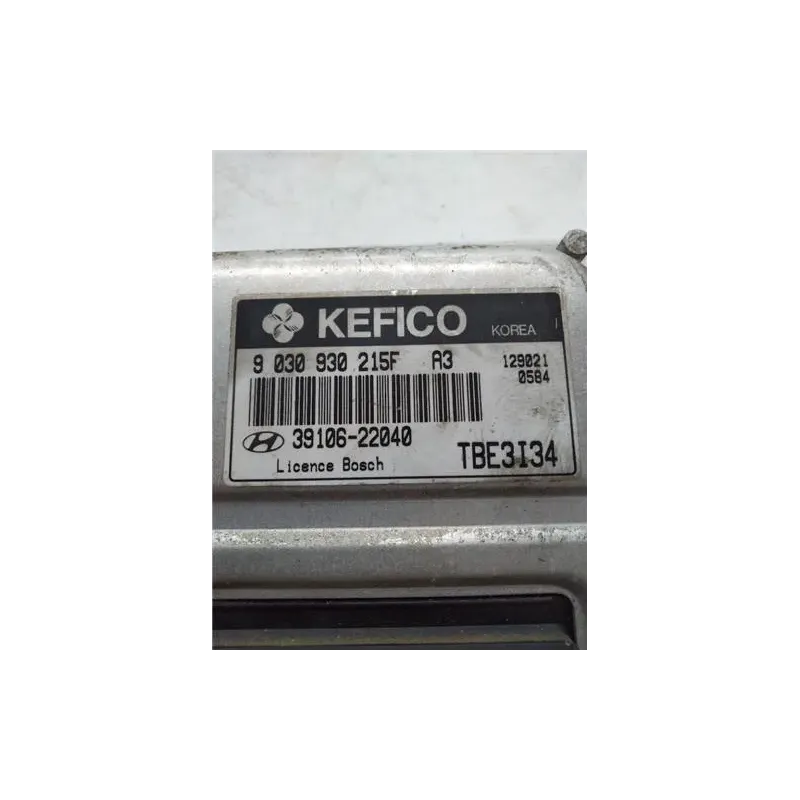 KEFICO KOREA
9 030 930 215F A3 129021
0584
39106-22040
Licence Bosch TBE3I34